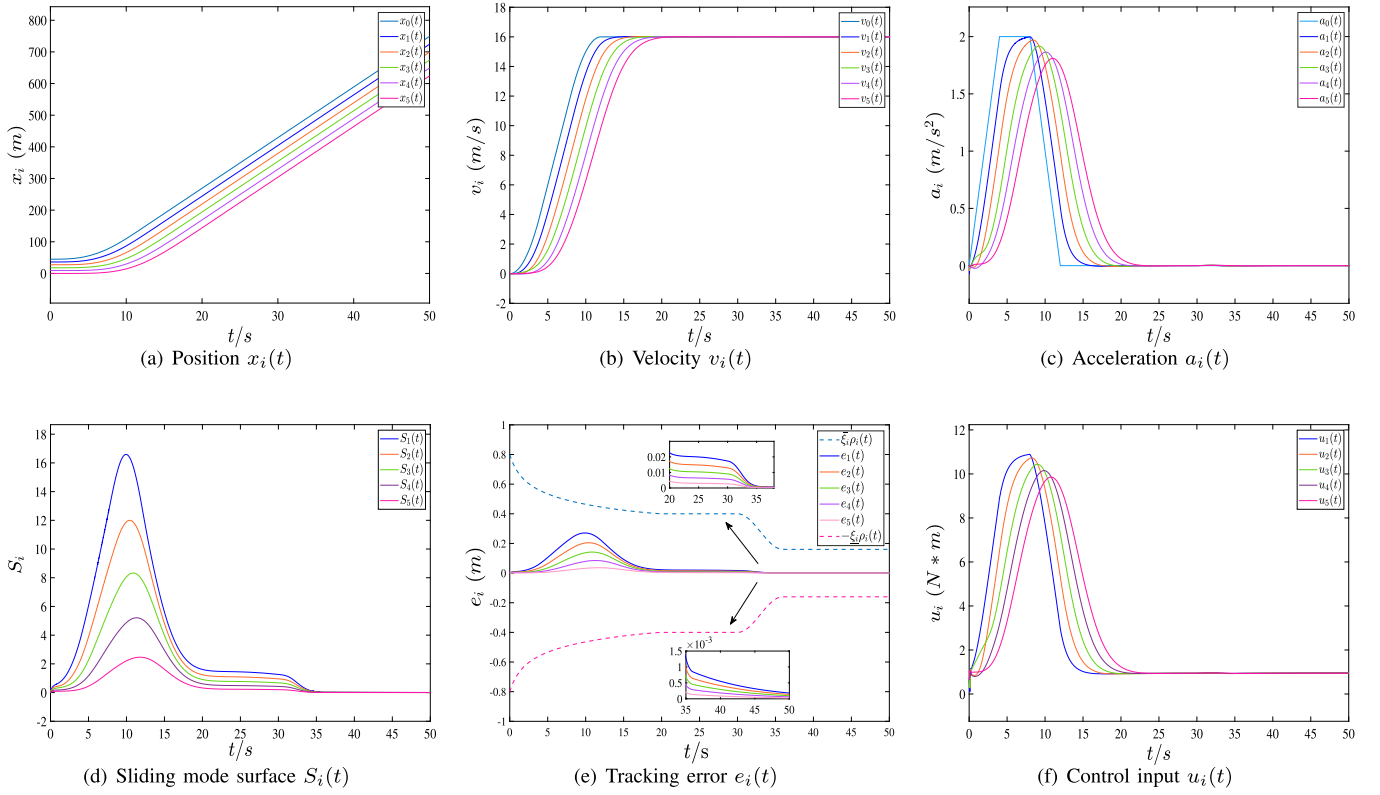 800
700
600
500
400
300
200
100
0
x_i (m)
0 10 20 30 40 50
t/s
x_0(t)
x_1(t)
x_2(t)
x_3(t)
x_4(t)
x_5(t)
(a) Position x_i(t)
18
16
14
12
10
8
6
4
2
0
-2
v_i (m/s)
0 5 10 15 20 25 30 35 40 45 50
t/s
v_0(t)
v_1(t)
v_2(t)
v_3(t)
v_4(t)
v_5(t)
(b) Velocity v_i(t)
2
1.5
1
0.5
0
a_i (m/s^2)
0 5 10 15 20 25 30 35 40 45 50
t/s
a_0(t)
a_1(t)
a_2(t)
a_3(t)
a_4(t)
a_5(t)
(c) Acceleration a_i(t)
18
16
14
12
10
8
6
4
2
0
-2
S_i
0 5 10 15 20 25 30 35 40 45 50
t/s
S_1(t)
S_2(t)
S_3(t)
S_4(t)
S_5(t)
(d) Sliding mode surface S_i(t)
1
0.8
0.6
0.4
0.2
0
-0.2
-0.4
-0.6
-0.8
-1
e_i (m)
0 5 10 15 20 25 30 35 40 45 50
t/s
ξ̄_iρ_i(t)
e_1(t)
e_2(t)
e_3(t)
e_4(t)
e_5(t)
−ξ̲_iρ_i(t)
0.02
0.01
0
20 25 30 35
×10^-3
1.5
1
0.5
0
35 40 45 50
(e) Tracking error e_i(t)
12
10
8
6
4
2
0
u_i (N * m)
0 5 10 15 20 25 30 35 40 45 50
t/s
u_1(t)
u_2(t)
u_3(t)
u_4(t)
u_5(t)
(f) Control input u_i(t)